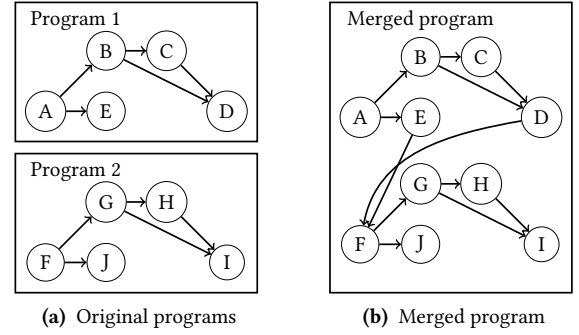 Program 1
B
C
A
E
D
Program 2
G
H
F
J
I
(a) Original programs
Merged program
B
C
A
E
D
G
H
F
J
I
(b) Merged program